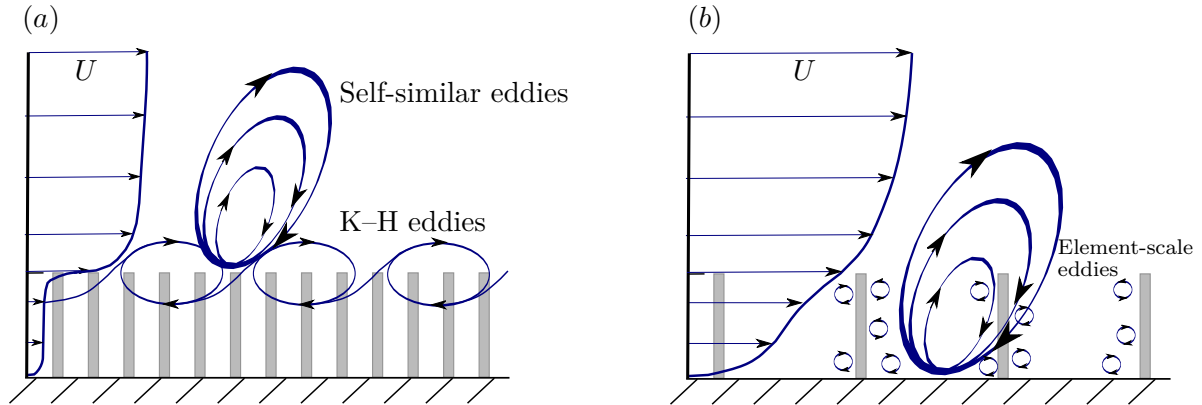 (a)
(b)
U
Self-similar eddies
K–H eddies
U
Element-scale
eddies